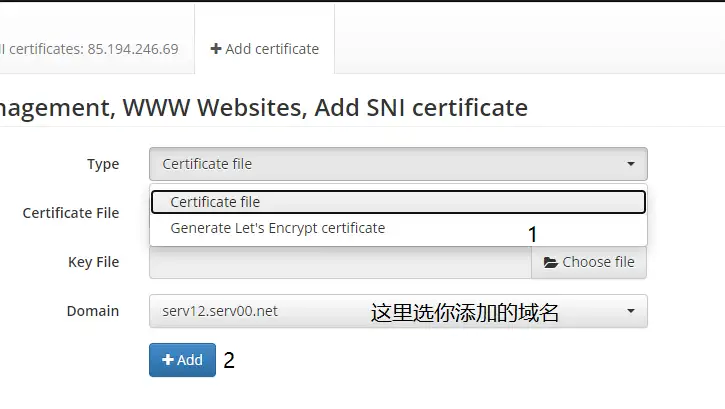 NI certificates: 85.194.246.69
+ Add certificate
nagement, WWW Websites, Add SNI certificate
Type
Certificate file
Certificate file
Certificate File
Generate Let's Encrypt certificate
1
Key File
Choose file
Domain
serv12.serv00.net
这里选你添加的域名
+ Add
2